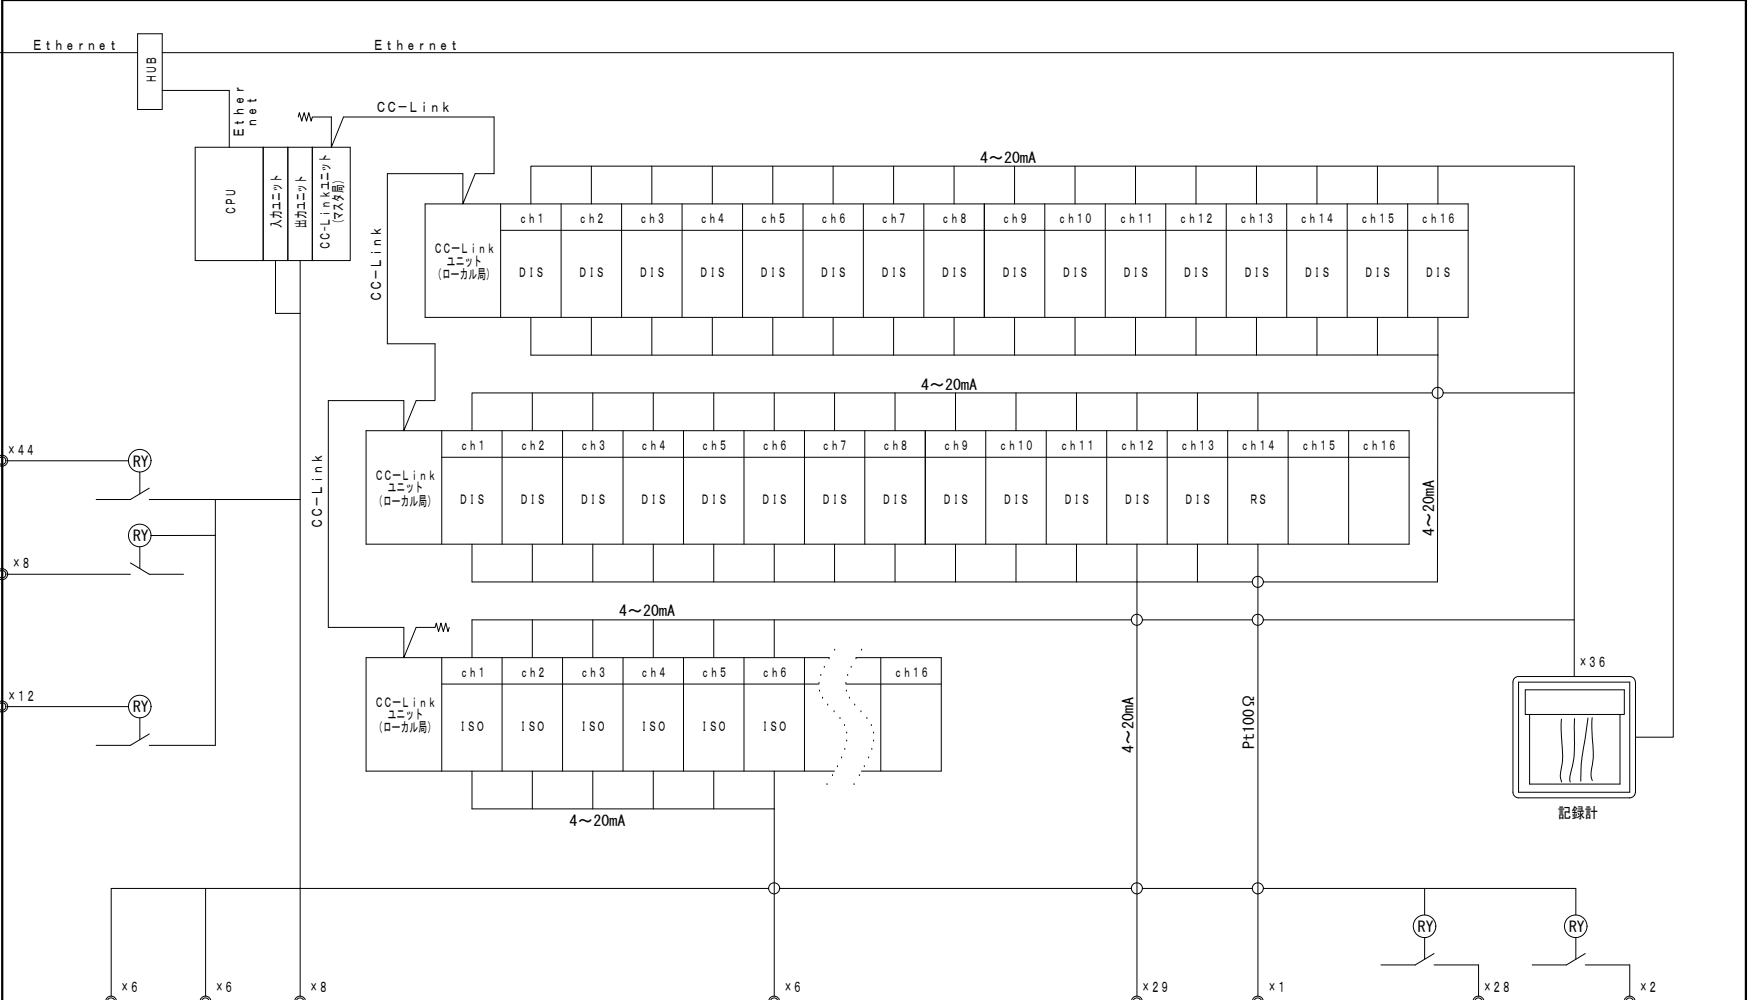 Ethernet
Ethernet
HUB
Ether
net
CC-Link
CPU
入力ユニット
出力ユニット
CC-Linkユニット
(マスタ局)
4~20mA
CC-Link
ch1 ch2 ch3 ch4 ch5 ch6 ch7 ch8 ch9 ch10 ch11 ch12 ch13 ch14 ch15 ch16
CC-Link
ユニット
(ローカル局)
DIS DIS DIS DIS DIS DIS DIS DIS DIS DIS DIS DIS DIS DIS DIS DIS
4~20mA
x44
RY
CC-Link
ch1 ch2 ch3 ch4 ch5 ch6 ch7 ch8 ch9 ch10 ch11 ch12 ch13 ch14 ch15 ch16
CC-Link
ユニット
(ローカル局)
DIS DIS DIS DIS DIS DIS DIS DIS DIS DIS DIS DIS DIS RS
4~20mA
RY
x8
4~20mA
x12
RY
ch1 ch2 ch3 ch4 ch5 ch6 ch16
CC-Link
ユニット
(ローカル局)
ISO ISO ISO ISO ISO ISO
4~20mA
Pt100Ω
x36
記録計
4~20mA
RY
RY
x6 x6 x8 x6 x29 x1 x28 x2